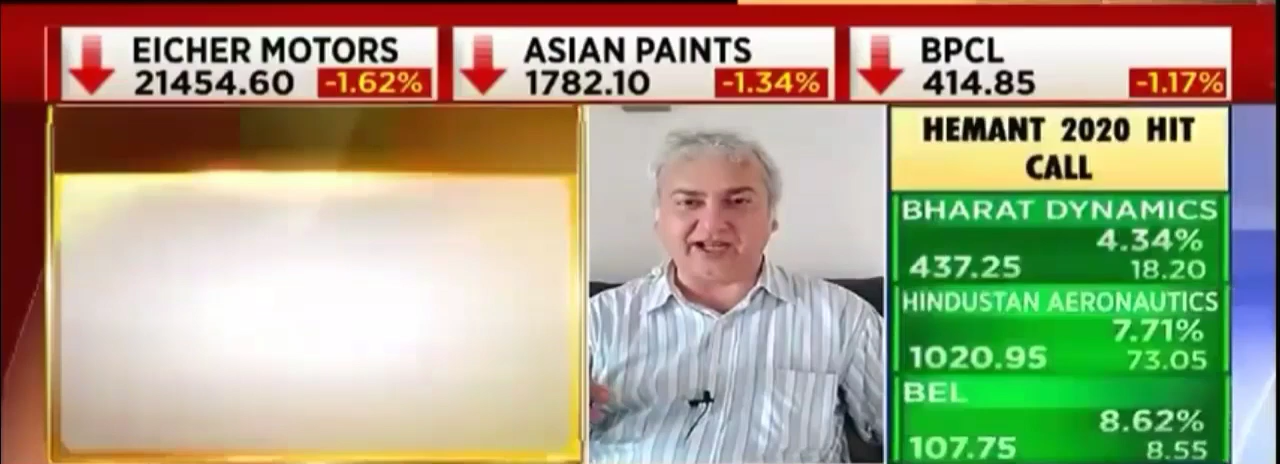 EICHER MOTORS
21454.60 -1.62%
ASIAN PAINTS
1782.10 -1.34%
BPCL
414.85 -1.17%
HEMANT 2020 HIT
CALL
BHARAT DYNAMICS
4.34%
437.25 18.20
HINDUSTAN AERONAUTICS
7.71%
1020.95 73.05
BEL
8.62%
107.75 8.55